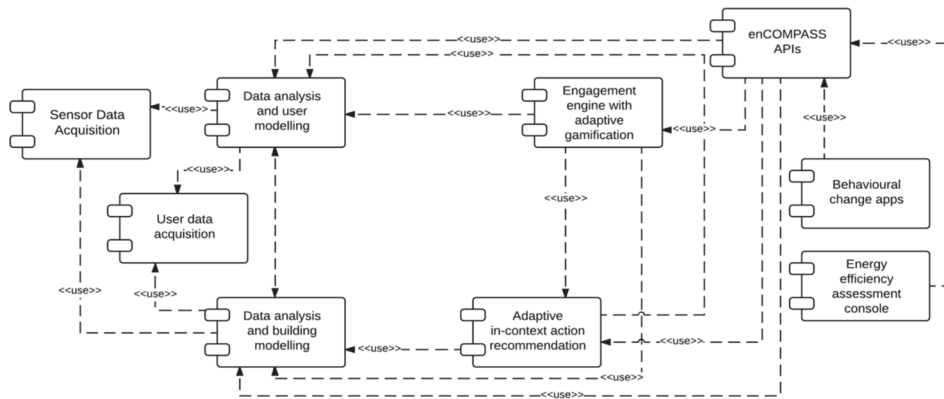 <<use>>
enCOMPASS
APIs
<<use>>
<<use>>
Sensor Data
Acquisition
<<use>>
Data analysis
and user
modelling
<<use>>
Engagement
engine with
adaptive
gamification
<<use>>
<<use>>
<<use>>
User data
acquisition
<<use>>
Behavioural
change apps
<<use>>
<<use>>
Data analysis
and building
modelling
<<use>>
Adaptive
in-context action
recommendation
<<use>>
Energy
efficiency
assessment
console
<<use>>
<<use>>